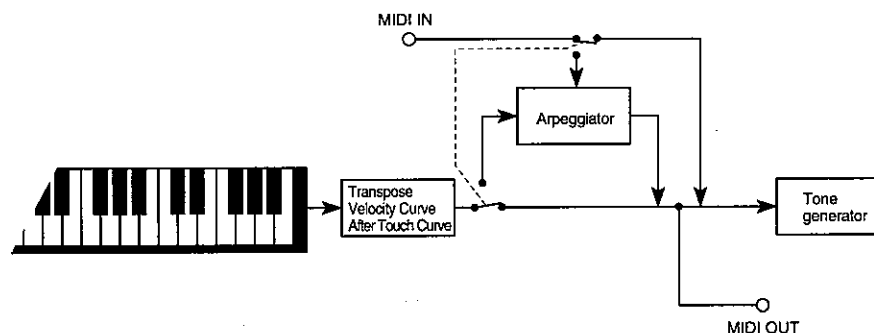 MIDI IN
Arpeggiator
Transpose
Velocity Curve
After Touch Curve
Tone
generator
MIDI OUT